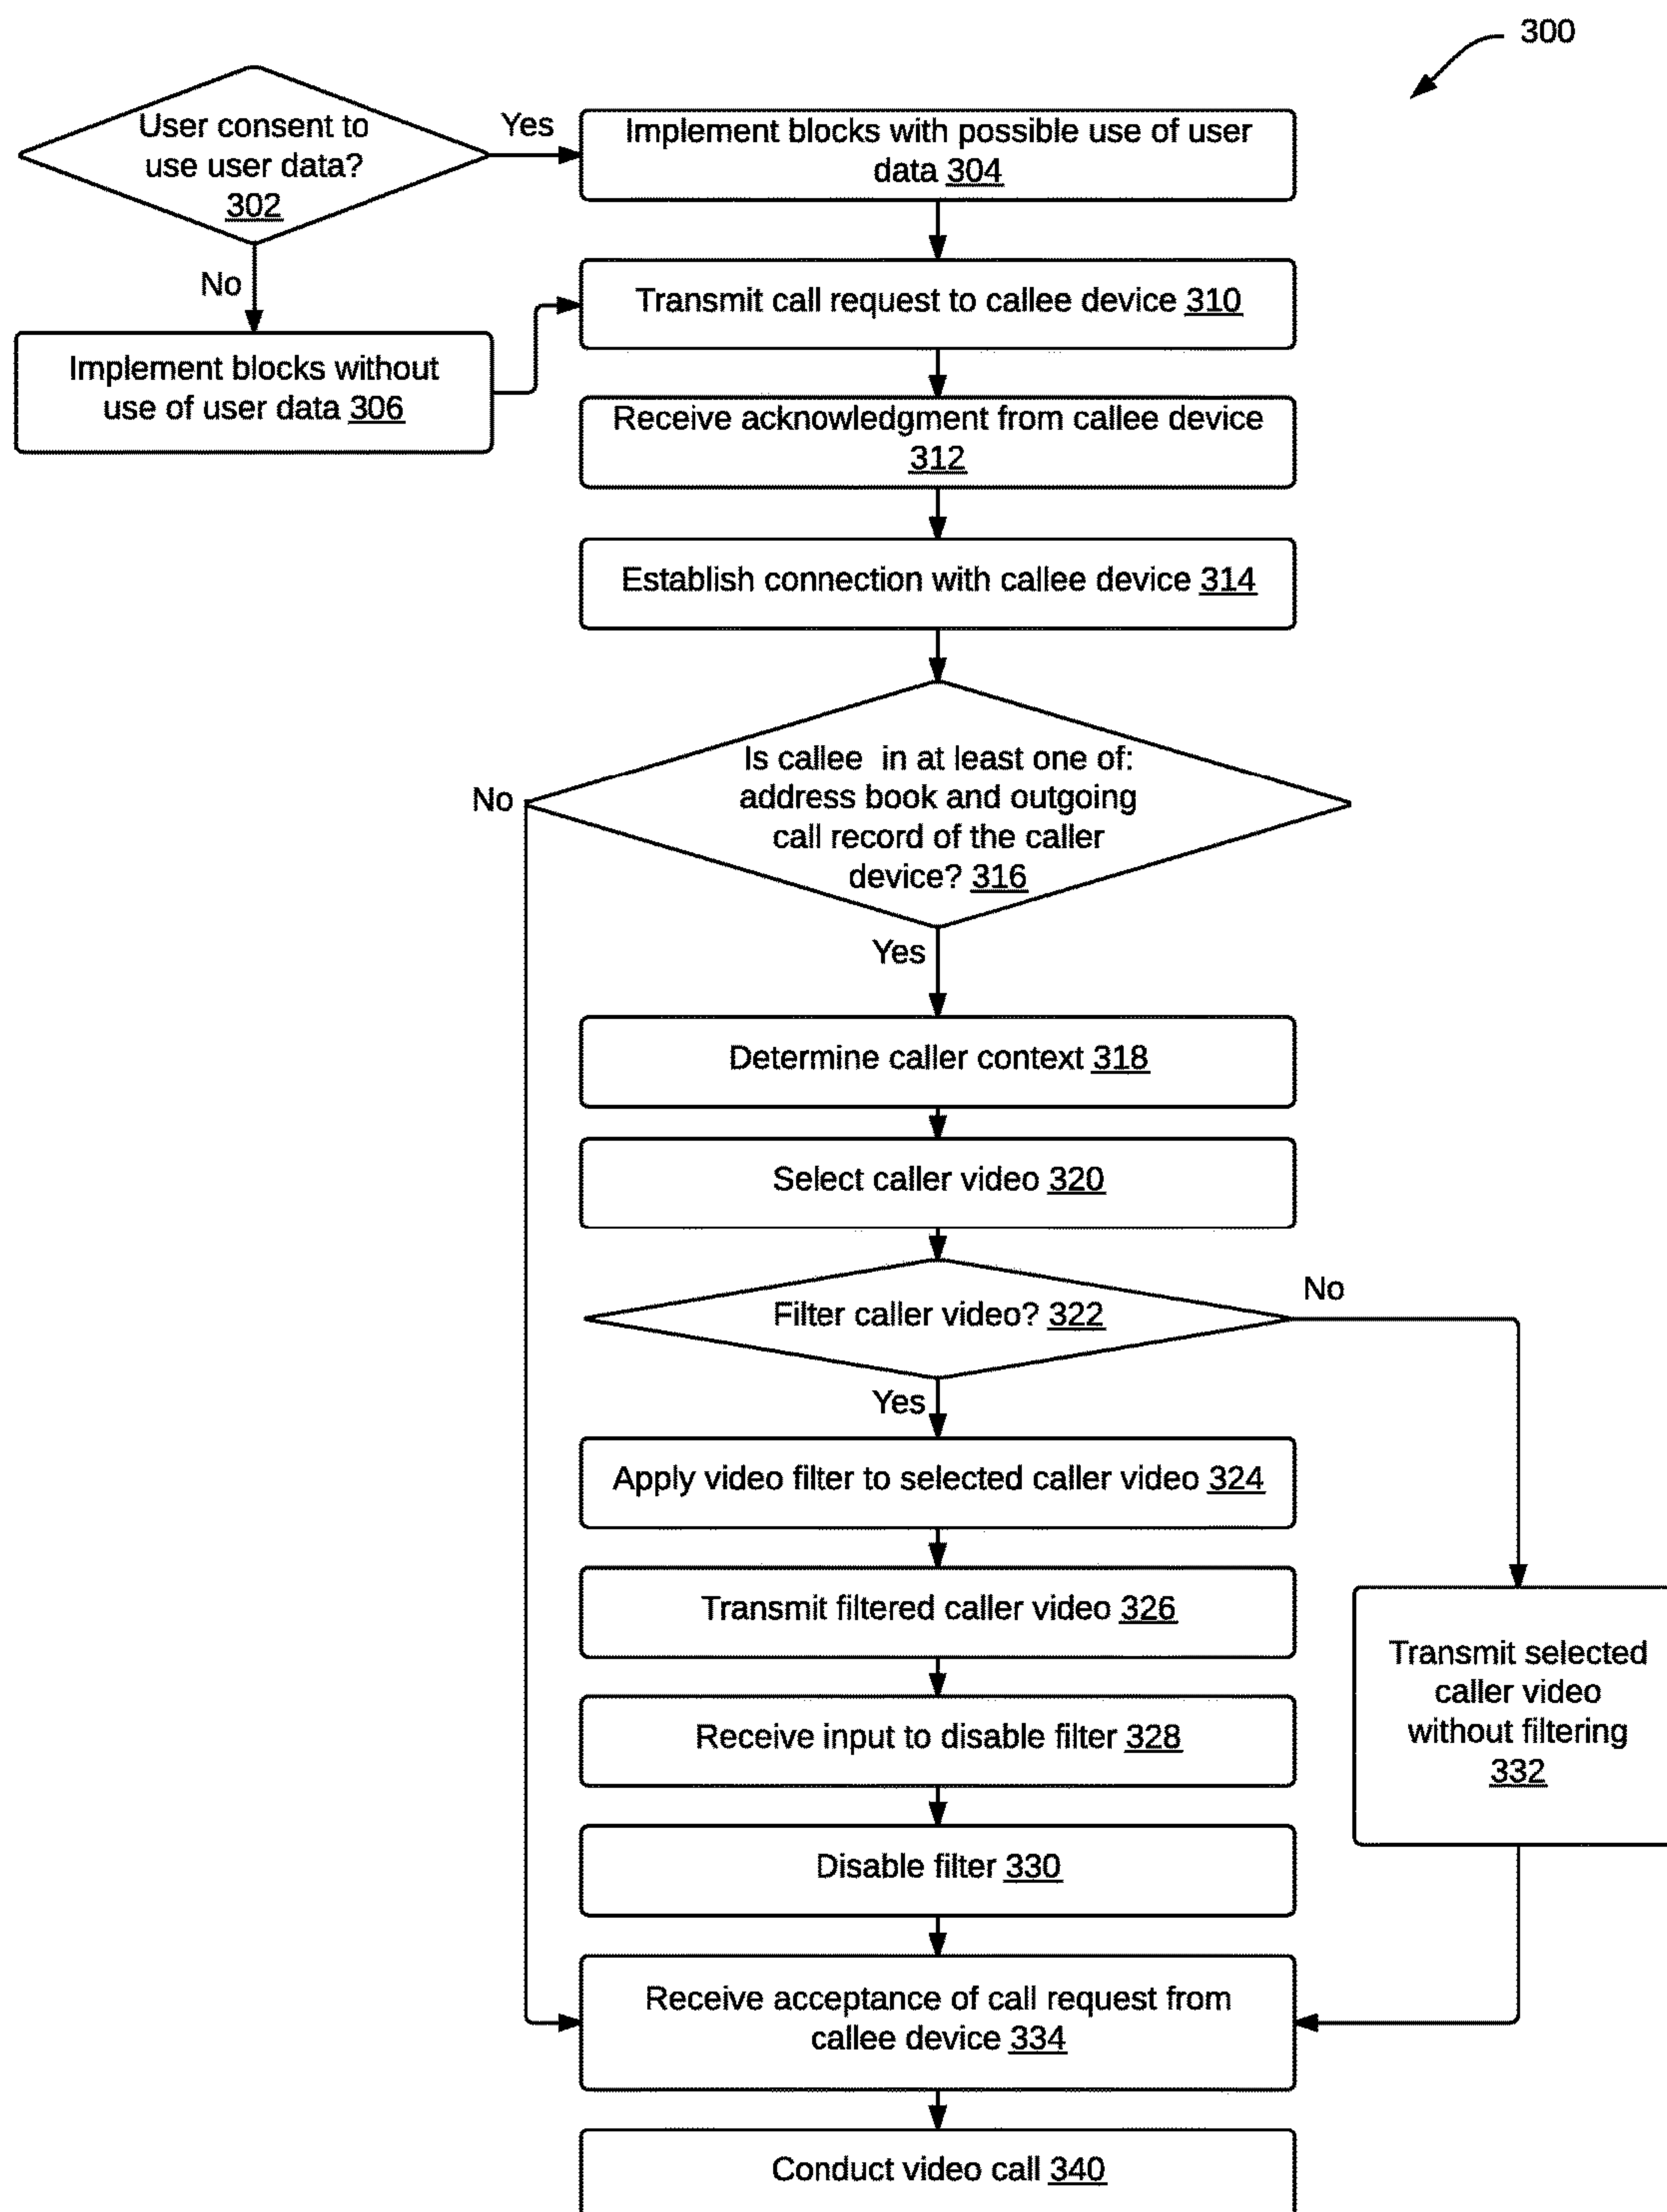 300
User consent to
use user data?
302
Yes
Implement blocks with possible use of user
data 304
No
Implement blocks without
use of user data 306
Transmit call request to callee device 310
Receive acknowledgment from callee device
312
Establish connection with callee device 314
Is callee  in at least one of:
address book and outgoing
call record of the caller
device? 316
No
Yes
Determine caller context 318
Select caller video 320
Filter caller video? 322
No
Yes
Apply video filter to selected caller video 324
Transmit filtered caller video 326
Receive input to disable filter 328
Disable filter 330
Transmit selected
caller video
without filtering
332
Receive acceptance of call request from
callee device 334
Conduct video call 340